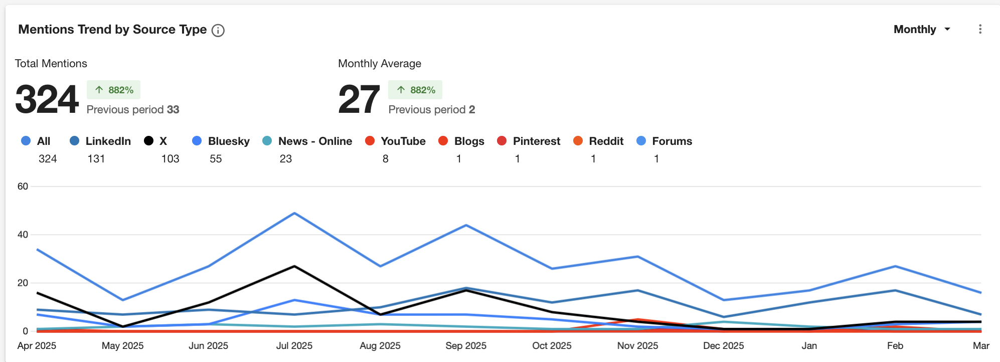 Mentions Trend by Source Type
Monthly
Total Mentions
Monthly Average
324
882%
Previous period 33
27
882%
Previous period 2
All LinkedIn X Bluesky News - Online YouTube Blogs Pinterest Reddit Forums
324 131 103 55 23 8 1 1 1 1
60
40
20
0
Apr 2025 May 2025 Jun 2025 Jul 2025 Aug 2025 Sep 2025 Oct 2025 Nov 2025 Dec 2025 Jan Feb Mar